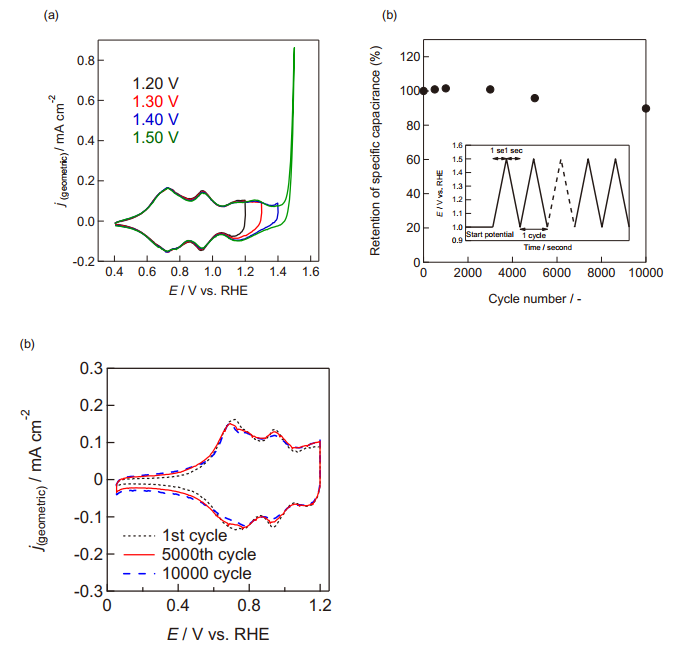 (a)
0.8
0.6
0.4
0.2
0.0
-0.2
j (geometric) / mA cm-2
1.20 V
1.30 V
1.40 V
1.50 V
0.4 0.6 0.8 1.0 1.2 1.4 1.6
E / V vs. RHE
(b)
120
100
80
60
40
20
0
Retention of specific capacirance (%)
1.6
1.5
1.4
1.3
1.2
1.1
1.0
0.9
E / V vs. RHE
1 se1 sec
Start potential
1 cycle
Time / second
0 2000 4000 6000 8000 10000
Cycle number / -
(b)
0.3
0.2
0.1
0
-0.1
-0.2
-0.3
j(geometric) / mA cm-2
1st cycle
5000th cycle
10000 cycle
0 0.4 0.8 1.2
E / V vs. RHE